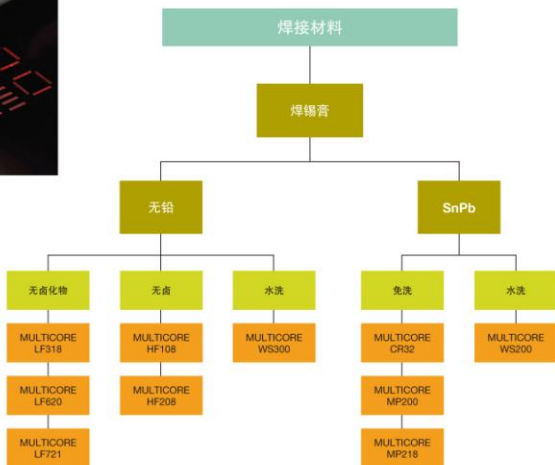 焊接材料
焊锡膏
无铅
SnPb
无卤化物
无卤
水洗
免洗
水洗
MULTICORE
LF318
MULTICORE
HF108
MULTICORE
WS300
MULTICORE
CR32
MULTICORE
WS200
MULTICORE
LF620
MULTICORE
HF208
MULTICORE
MP200
MULTICORE
LF721
MULTICORE
MP218